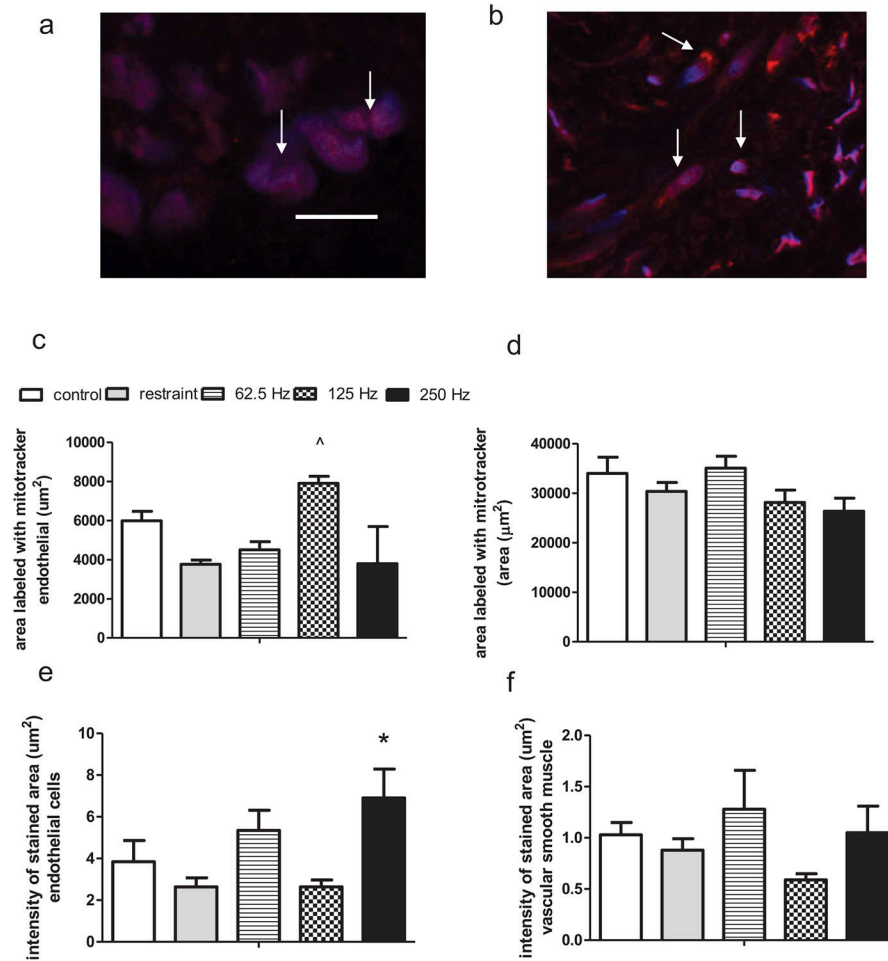 a
b
c
d
control restraint 62.5 Hz 125 Hz 250 Hz
area labeled with mitotracker
endothelial (um²)
10000
8000
6000
4000
2000
0
^
area labeled with mitrotracker
(area (μm²)
40000
30000
20000
10000
0
e
f
intensity of stained area (um²)
endothelial cells
10
8
6
4
2
0
*
intensity of stained area (um²)
vascular smooth muscle
2.0
1.5
1.0
0.5
0.0